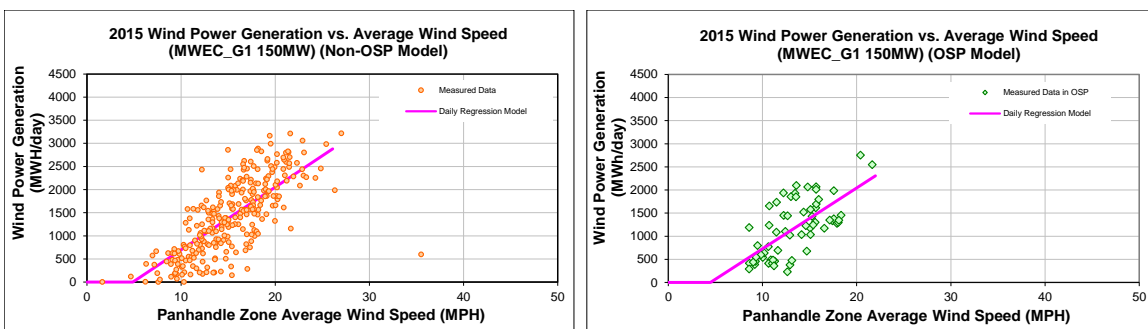 2015 Wind Power Generation vs. Average Wind Speed
(MWEC_G1 150MW) (Non-OSP Model)
Wind Power Generation
(MWH/day)
4500
4000
3500
3000
2500
2000
1500
1000
500
0
Measured Data
Daily Regression Model
0 10 20 30 40 50
Panhandle Zone Average Wind Speed (MPH)
2015 Wind Power Generation vs. Average Wind Speed
(MWEC_G1 150MW) (OSP Model)
Wind Power Generation
(MWh/day)
4500
4000
3500
3000
2500
2000
1500
1000
500
0
Measured Data in OSP
Daily Regression Model
0 10 20 30 40 50
Panhandle Zone Average Wind Speed (MPH)